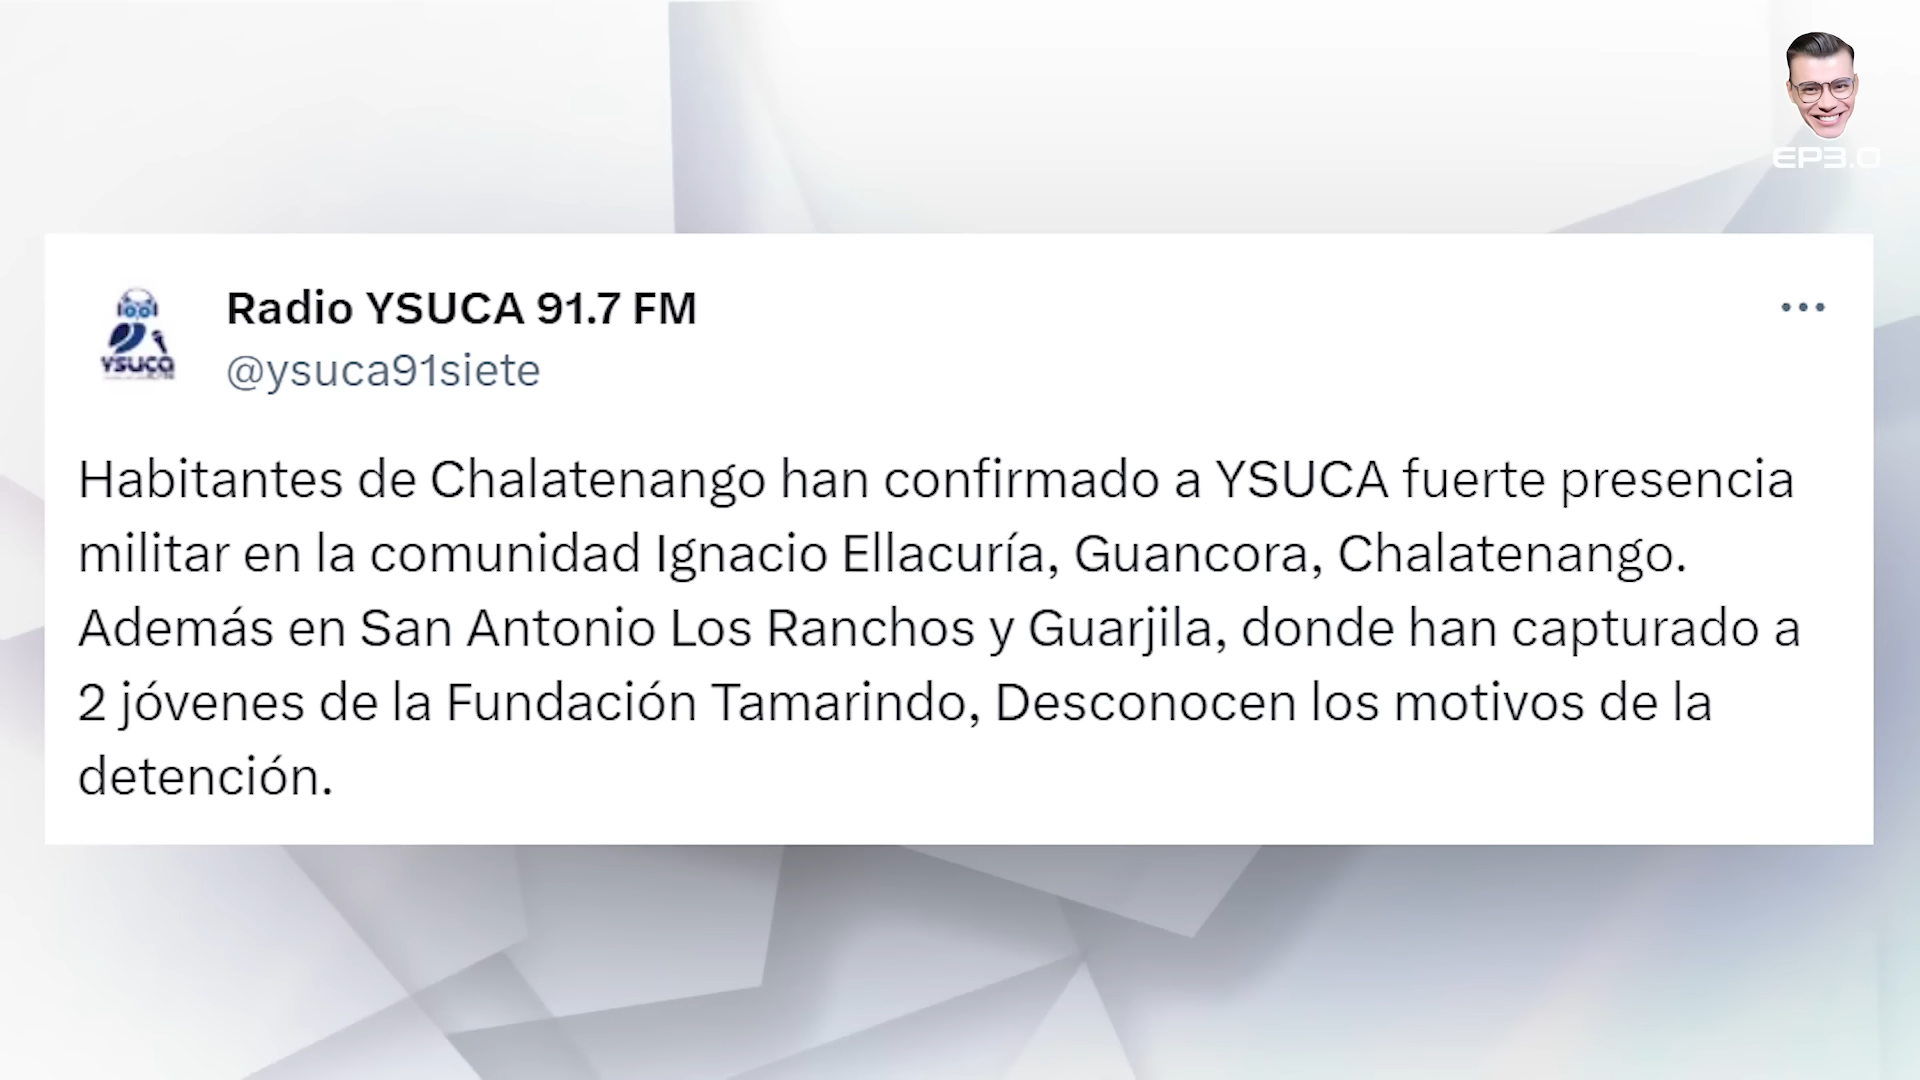 EP3.0
Radio YSUCA 91.7 FM
@ysuca91siete
YSUCA
Habitantes de Chalatenango han confirmado a YSUCA fuerte presencia
militar en la comunidad Ignacio Ellacuría, Guancora, Chalatenango.
Además en San Antonio Los Ranchos y Guarjila, donde han capturado a
2 jóvenes de la Fundación Tamarindo, Desconocen los motivos de la
detención.